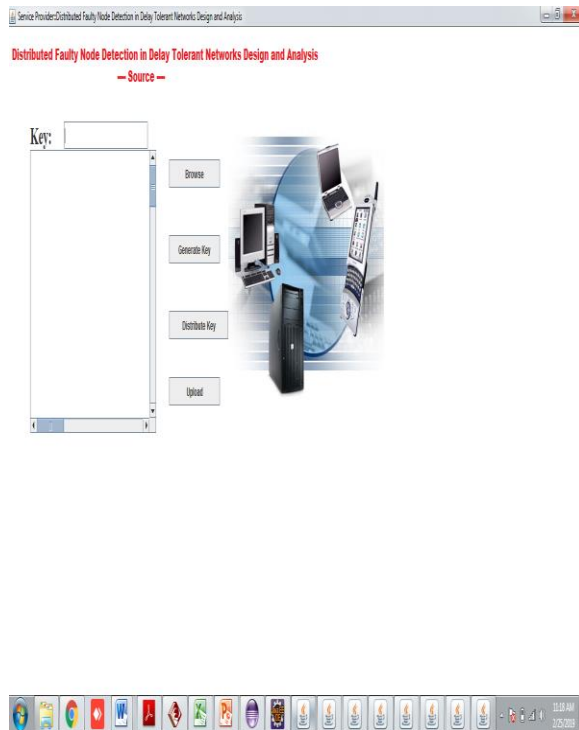 Service Provider:Distributed Faulty Node Detection in Delay Tolerant Networks Design and Analysis
Distributed Faulty Node Detection in Delay Tolerant Networks Design and Analysis
--- Source ---
Key:
Browse
Generate Key
Distribute Key
Upload
11:18 AM
2/25/2019